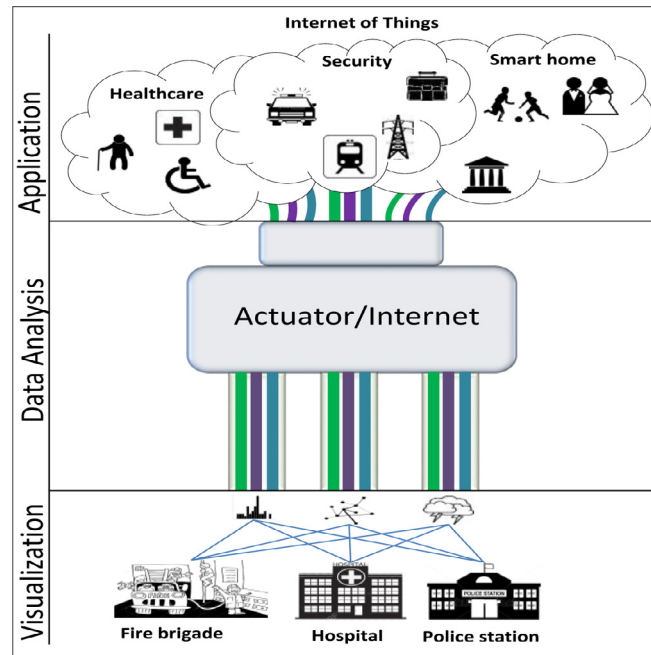 Internet of Things
Security
Smart home
Healthcare
Application
Actuator/Internet
Data Analysis
Visualization
HOSPITAL
POLICE STATION
Fire brigade
Hospital
Police station